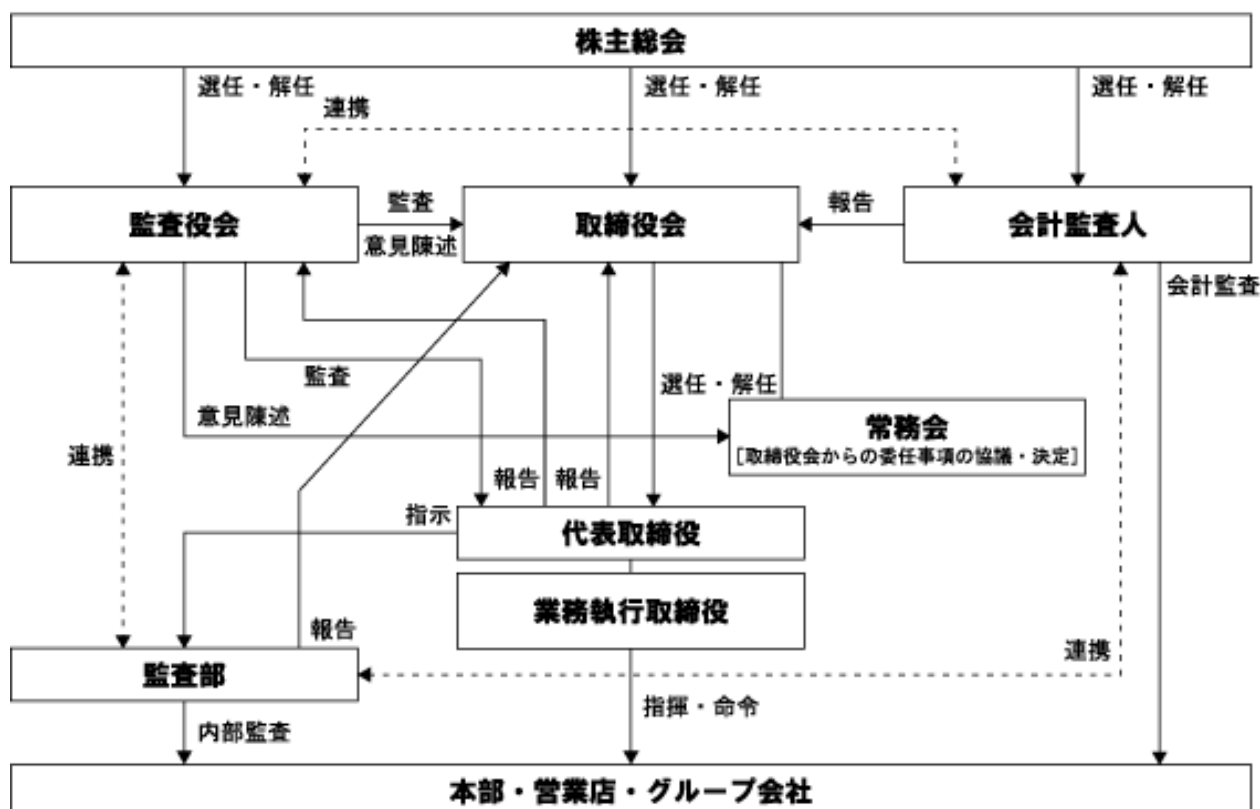 株主総会
選任・解任
選任・解任
選任・解任
連携
監査役会
監査
意見陳述
取締役会
報告
会計監査人
会計監査
監査
選任・解任
意見陳述
常務会
[取締役会からの委任事項の協議・決定]
連携
報告
報告
指示
代表取締役
業務執行取締役
報告
連携
監査部
内部監査
指揮・命令
本部・営業店・グループ会社